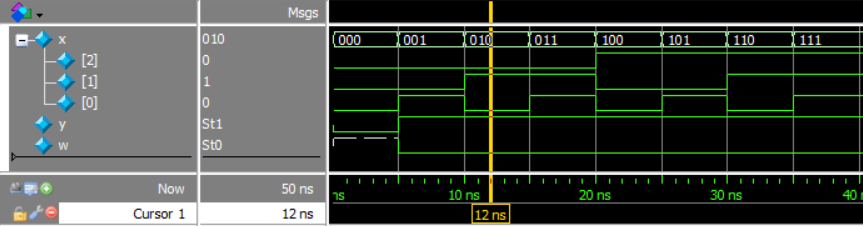 Msgs
x 010 000 001 010 011 100 101 110 111
[2] 0
[1] 1
[0] 0
y St1
w St0
Now 50 ns ns 10 ns 20 ns 30 ns 40
Cursor 1 12 ns 12 ns